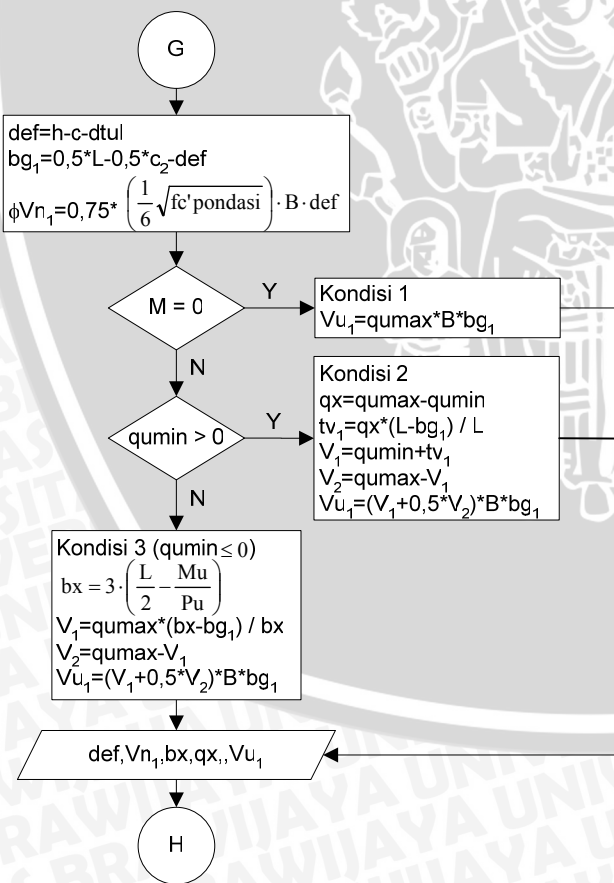 G
def=h-c-dtul
bg₁=0,5*L-0,5*c₂-def
ϕVn₁=0,75* (1/6 √fc'pondasi) · B · def
M = 0
Y
Kondisi 1
Vu₁=qumax*B*bg₁
N
qumin > 0
Y
Kondisi 2
qx=qumax-qumin
tv₁=qx*(L-bg₁) / L
V₁=qumin+tv₁
V₂=qumax-V₁
Vu₁=(V₁+0,5*V₂)*B*bg₁
N
Kondisi 3 (qumin ≤ 0)
bx = 3 · (L/2 − Mu/Pu)
V₁=qumax*(bx-bg₁) / bx
V₂=qumax-V₁
Vu₁=(V₁+0,5*V₂)*B*bg₁
def,Vn₁,bx,qx,,Vu₁
H